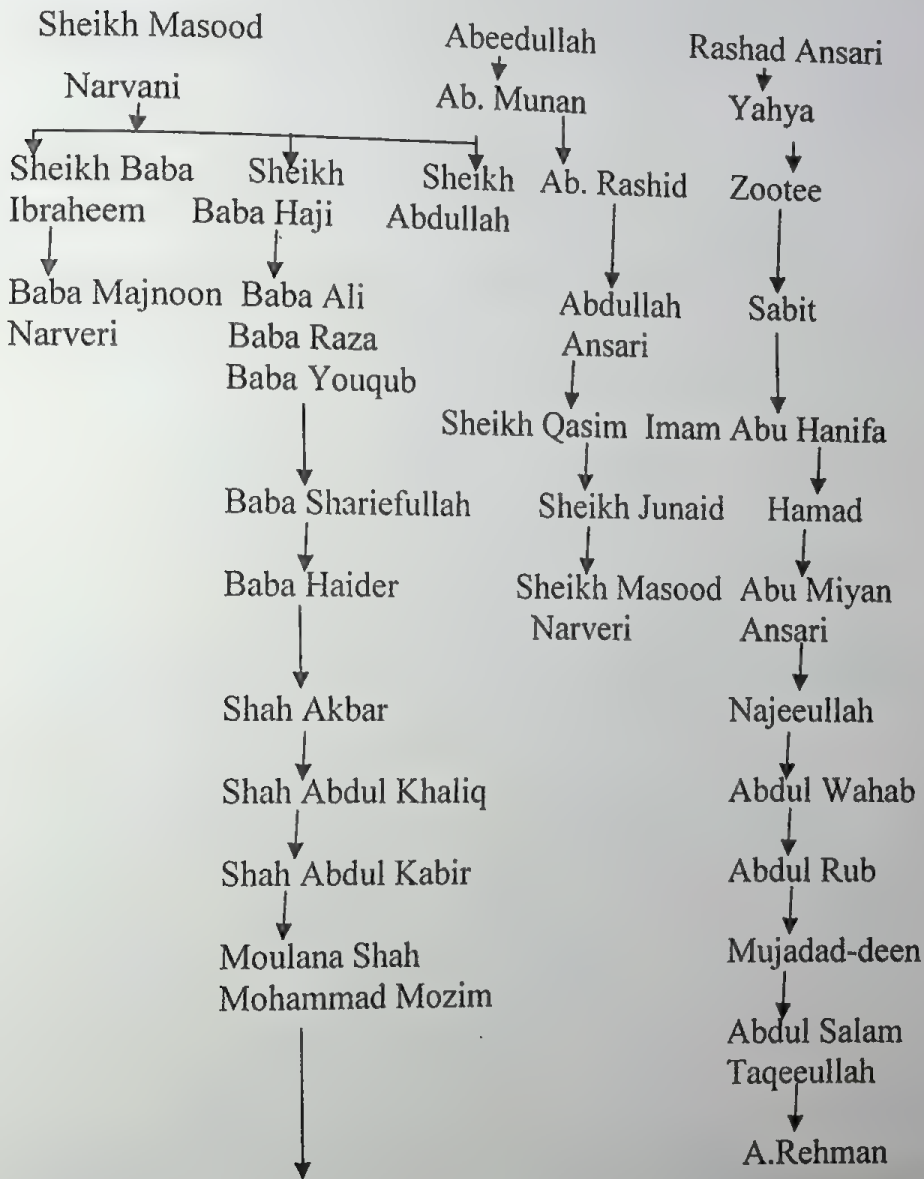 Sheikh Masood
Narvani
Sheikh Baba
Ibraheem
Baba Majnoon
Narveri
Sheikh
Baba Haji
Baba Ali
Baba Raza
Baba Youqub
Baba Shariefullah
Baba Haider
Shah Akbar
Shah Abdul Khaliq
Shah Abdul Kabir
Moulana Shah
Mohammad Mozim
Sheikh
Abdullah
Abeedullah
Ab. Munan
Ab. Rashid
Abdullah
Ansari
Sheikh Qasim
Sheikh Junaid
Sheikh Masood
Narveri
Rashad Ansari
Yahya
Zootee
Sabit
Imam Abu Hanifa
Hamad
Abu Miyan
Ansari
Najeeullah
Abdul Wahab
Abdul Rub
Mujadad-deen
Abdul Salam
Taqeeullah
A.Rehman